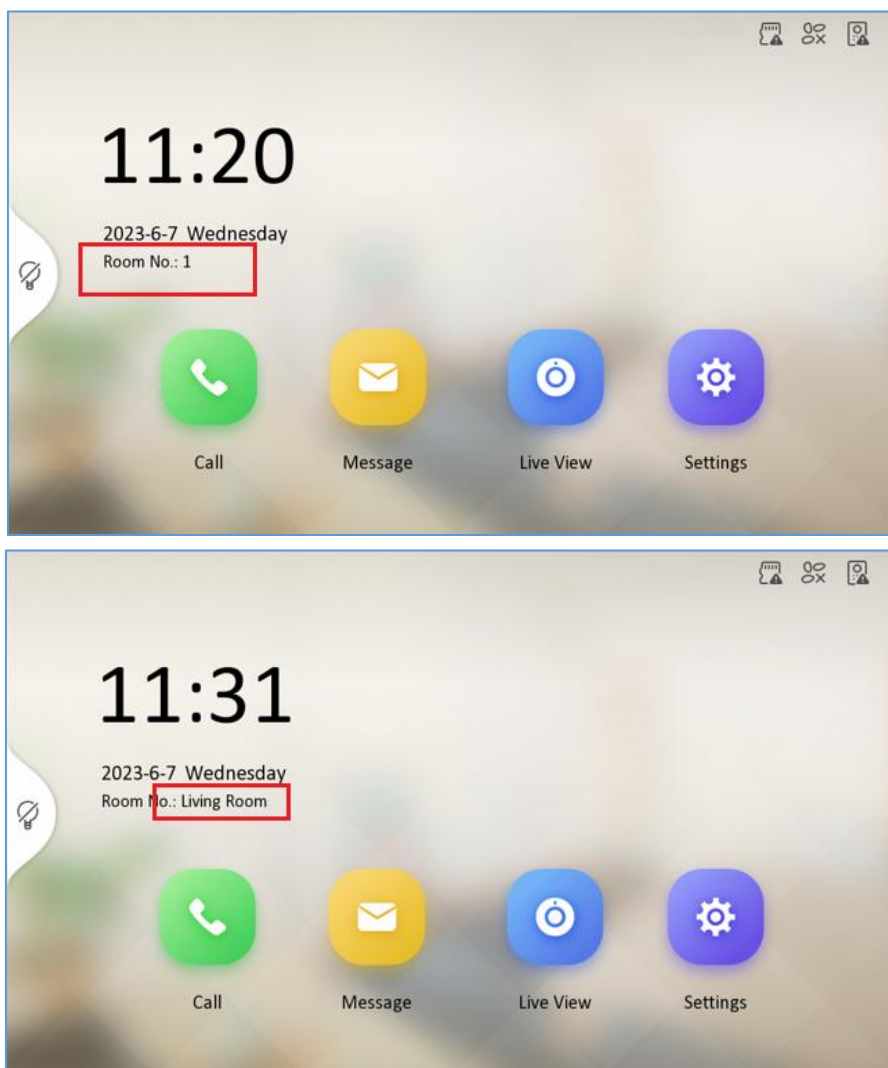 11:20
2023-6-7 Wednesday
Room No.: 1
Call Message Live View Settings
11:31
2023-6-7 Wednesday
Room No.: Living Room
Call Message Live View Settings